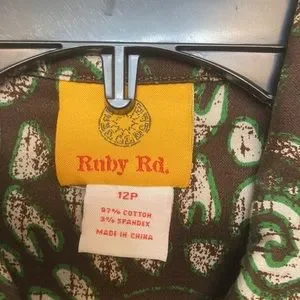 Ruby Rd.
12P
97% COTTON
3% SPANDEX
MADE IN CHINA